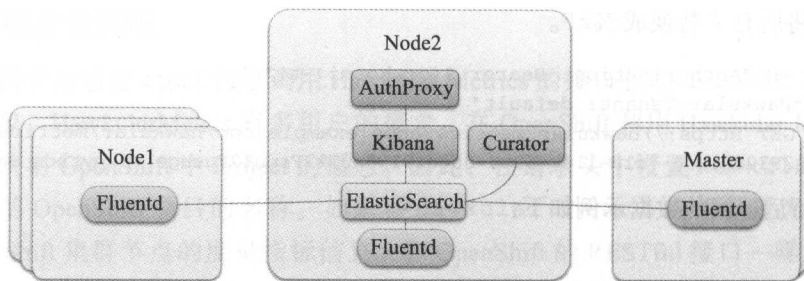 Node1
Fluentd
Node2
AuthProxy
Kibana
Curator
ElasticSearch
Fluentd
Master
Fluentd